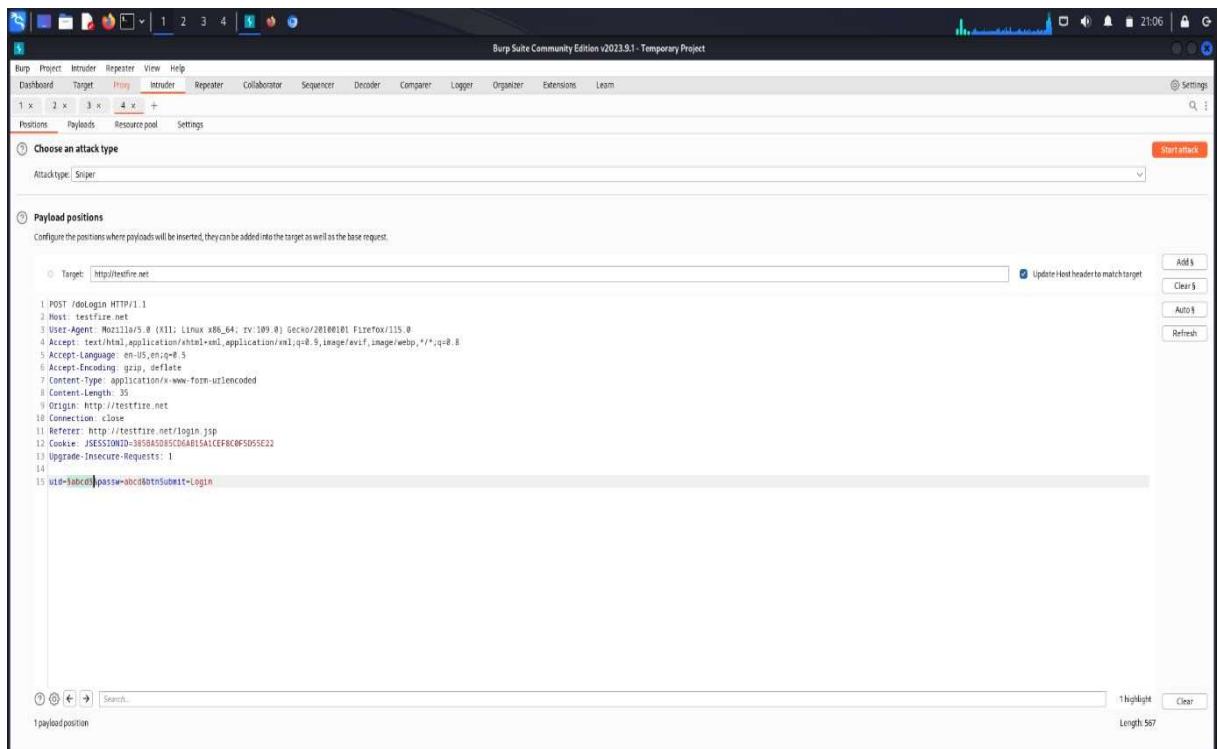 1 2 3 4
21:06
Burp Suite Community Edition v2023.9.1 - Temporary Project
Burp Project Intruder Repeater View Help
Dashboard Target Proxy Intruder Repeater Collaborator Sequencer Decoder Comparer Logger Organizer Extensions Learn
Settings
1 x 2 x 3 x 4 x +
Positions Payloads Resource pool Settings
Choose an attack type
Start attack
Attack type: Sniper
Payload positions
Configure the positions where payloads will be inserted, they can be added into the target as well as the base request.
Target: http://testfire.net
Update Host header to match target
Add §
Clear §
Auto §
Refresh
1 POST /doLogin HTTP/1.1
2 Host: testfire.net
3 User-Agent: Mozilla/5.0 (X11; Linux x86_64; rv:109.0) Gecko/20100101 Firefox/115.0
4 Accept: text/html,application/xhtml+xml,application/xml;q=0.9,image/avif,image/webp,*/*;q=0.8
5 Accept-Language: en-US,en;q=0.5
6 Accept-Encoding: gzip, deflate
7 Content-Type: application/x-www-form-urlencoded
8 Content-Length: 35
9 Origin: http://testfire.net
10 Connection: close
11 Referer: http://testfire.net/login.jsp
12 Cookie: JSESSIONID=
13 Upgrade-Insecure-Requests: 1
14
15 uid=§abcd§&passw=abcd&btnSubmit=Login
Search...
1 highlight
Clear
1 payload position
Length: 567